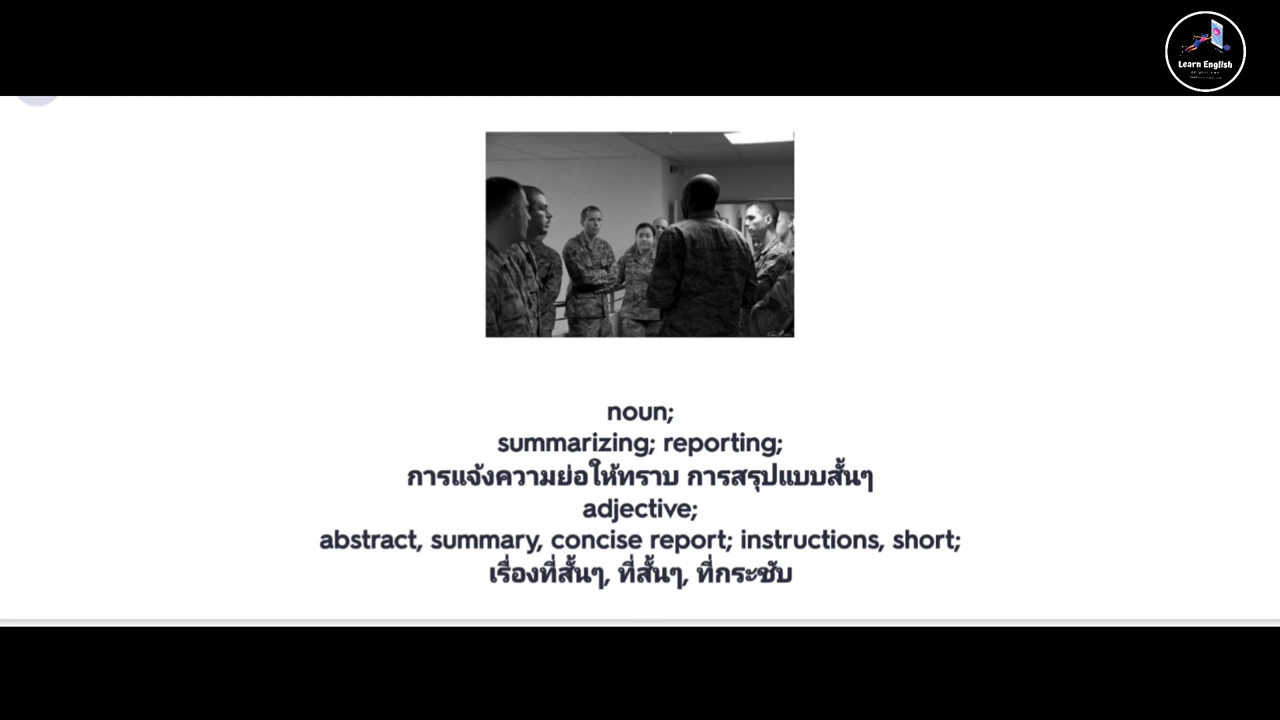 Learn English
noun;
summarizing; reporting;
การแจ้งความย่อให้ทราบ การสรุปแบบสั้นๆ
adjective;
abstract, summary, concise report; instructions, short;
เรื่องที่สั้นๆ, ที่สั้นๆ, ที่กระชับ